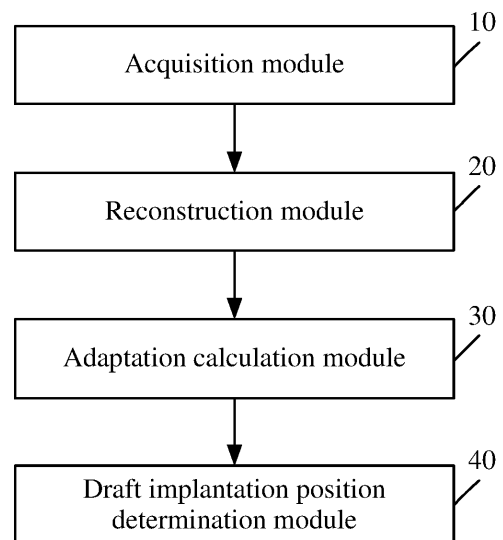 10
Acquisition module
20
Reconstruction module
30
Adaptation calculation module
40
Draft implantation position
determination module